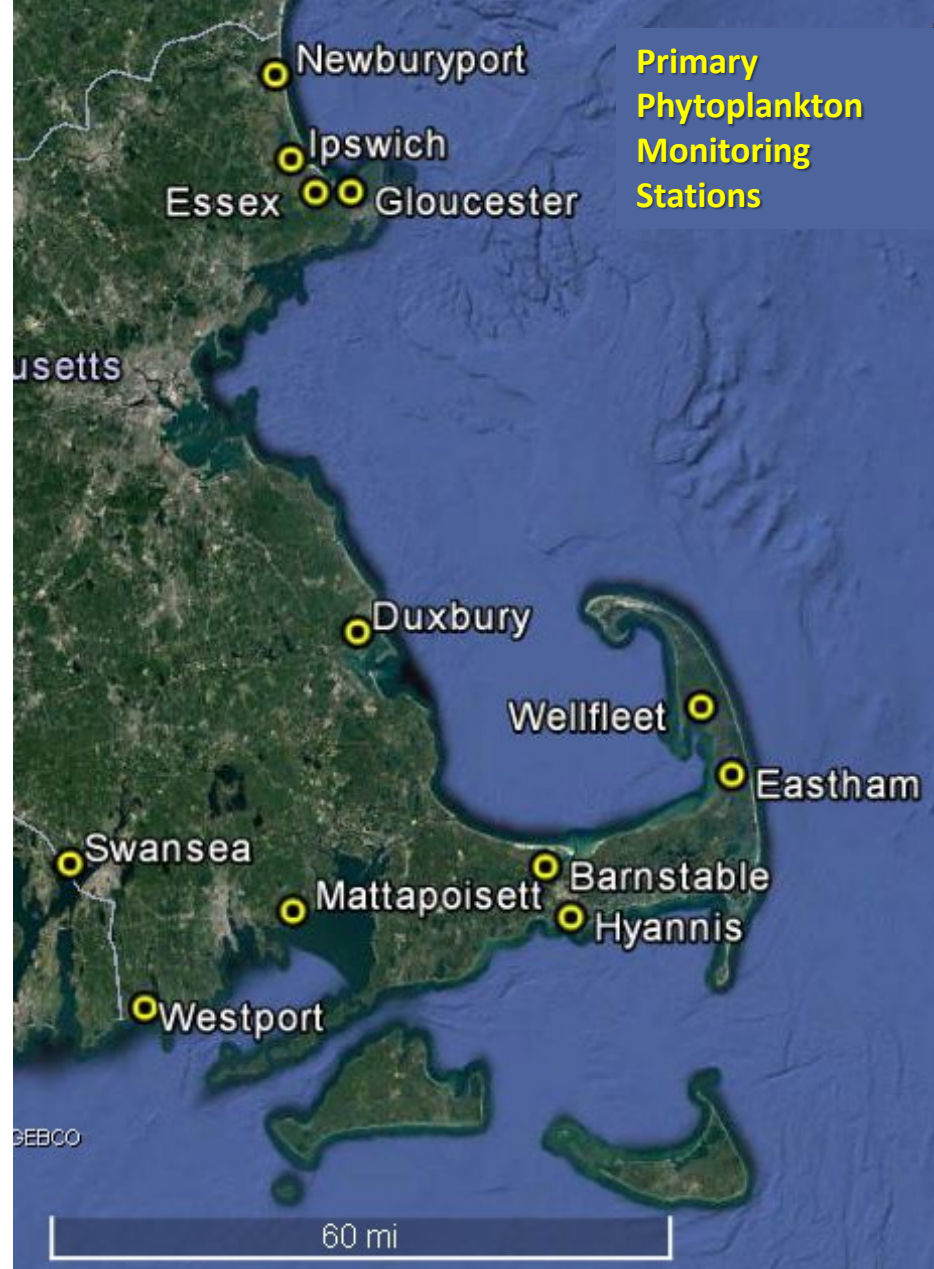 Primary
Phytoplankton
Monitoring
Stations
Newburyport
Ipswich
Essex
Gloucester
usetts
Duxbury
Wellfleet
Eastham
Swansea
Barnstable
Mattapoisett
Hyannis
Westport
GEBCO
60 mi